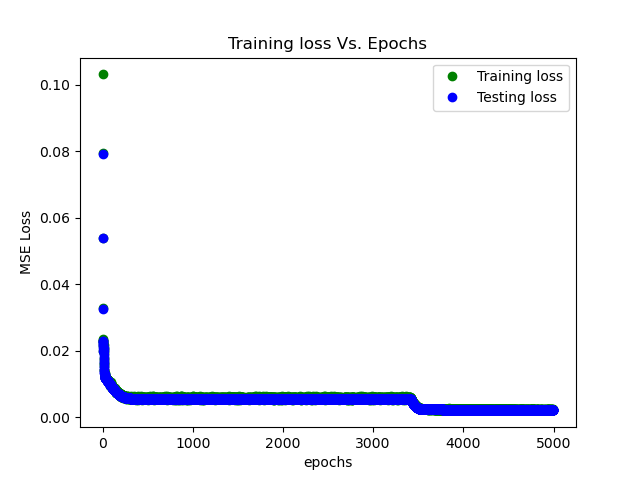 Training loss Vs. Epochs
Training loss
Testing loss
MSE Loss
0.10
0.08
0.06
0.04
0.02
0.00
0 1000 2000 3000 4000 5000
epochs